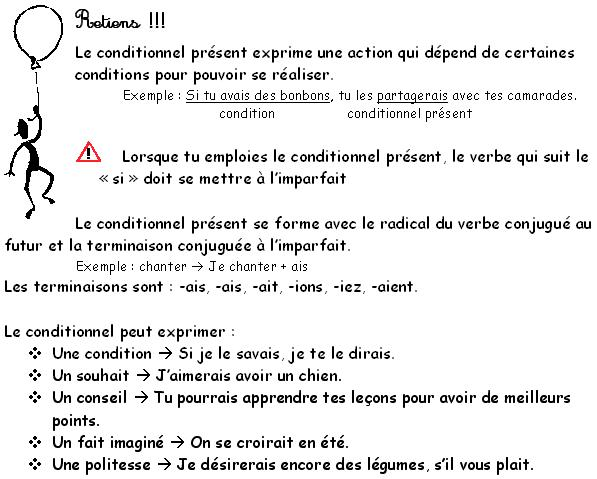 Retiens !!!
Le conditionnel présent exprime une action qui dépend de certaines
conditions pour pouvoir se réaliser.
Exemple : Si tu avais des bonbons, tu les partagerais avec tes camarades.
condition conditionnel présent
! Lorsque tu emploies le conditionnel présent, le verbe qui suit le
« si » doit se mettre à l'imparfait
Le conditionnel présent se forme avec le radical du verbe conjugué au
futur et la terminaison conjuguée à l'imparfait.
Exemple : chanter → Je chanter + ais
Les terminaisons sont : -ais, -ais, -ait, -ions, -iez, -aient.
Le conditionnel peut exprimer :
❖ Une condition → Si je le savais, je te le dirais.
❖ Un souhait → J'aimerais avoir un chien.
❖ Un conseil → Tu pourrais apprendre tes leçons pour avoir de meilleurs
points.
❖ Un fait imaginé → On se croirait en été.
❖ Une politesse → Je désirerais encore des légumes, s'il vous plait.